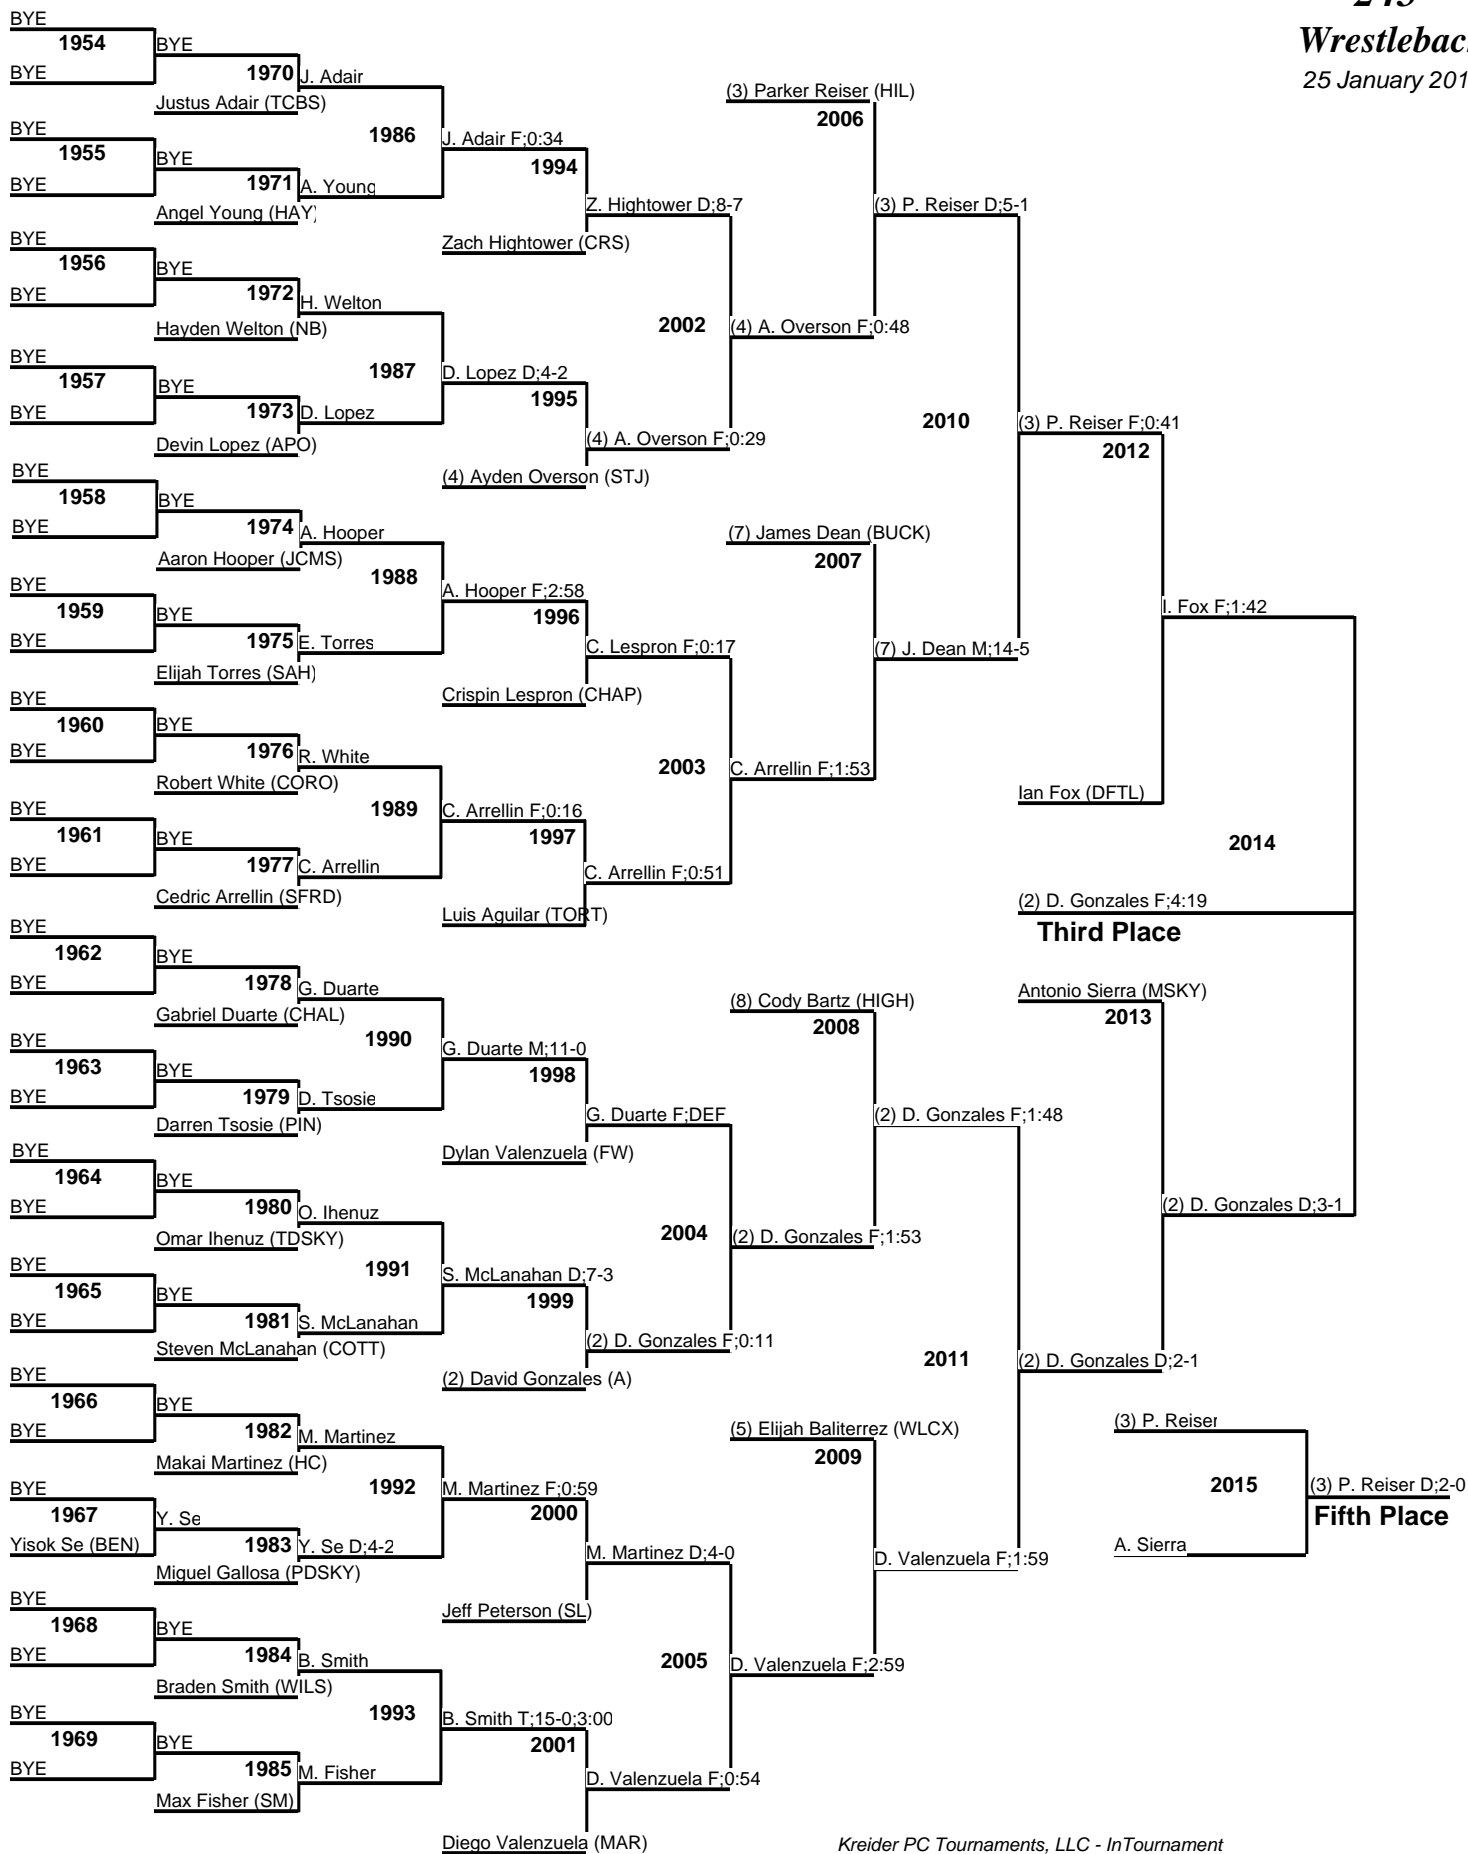 245
Wrestleback
25 January 201
BYE
1954
BYE
BYE
1970
J. Adair
Justus Adair (TCBS)
BYE
1955
BYE
BYE
1971
A. Young
Angel Young (HAY)
1986
J. Adair F;0:34
1994
Z. Hightower D;8-7
Zach Hightower (CRS)
BYE
1956
BYE
BYE
1972
H. Welton
Hayden Welton (NB)
BYE
1957
BYE
BYE
1973
D. Lopez
Devin Lopez (APO)
1987
D. Lopez D;4-2
1995
(4) A. Overson F;0:29
(4) Ayden Overson (STJ)
2002
(4) A. Overson F;0:48
(3) Parker Reiser (HIL)
2006
(3) P. Reiser D;5-1
BYE
1958
BYE
BYE
1974
A. Hooper
Aaron Hooper (JCMS)
BYE
1959
BYE
BYE
1975
E. Torres
Elijah Torres (SAH)
1988
A. Hooper F;2:58
1996
C. Lespron F;0:17
Crispin Lespron (CHAP)
BYE
1960
BYE
BYE
1976
R. White
Robert White (CORO)
BYE
1961
BYE
BYE
1977
C. Arrellin
Cedric Arrellin (SFRD)
1989
C. Arrellin F;0:16
1997
C. Arrellin F;0:51
Luis Aguilar (TORT)
2003
C. Arrellin F;1:53
(7) James Dean (BUCK)
2007
(7) J. Dean M;14-5
2010
(3) P. Reiser F;0:41
2012
I. Fox F;1:42
Ian Fox (DFTL)
2014
(2) D. Gonzales F;4:19
Third Place
BYE
1962
BYE
BYE
1978
G. Duarte
Gabriel Duarte (CHAL)
BYE
1963
BYE
BYE
1979
D. Tsosie
Darren Tsosie (PIN)
1990
G. Duarte M;11-0
1998
G. Duarte F;DEF
Dylan Valenzuela (FW)
BYE
1964
BYE
BYE
1980
O. Ihenuz
Omar Ihenuz (TDSKY)
BYE
1965
BYE
BYE
1981
S. McLanahan
Steven McLanahan (COTT)
1991
S. McLanahan D;7-3
1999
(2) D. Gonzales F;0:11
(2) David Gonzales (A)
2004
(2) D. Gonzales F;1:53
(8) Cody Bartz (HIGH)
2008
(2) D. Gonzales F;1:48
BYE
1966
BYE
BYE
1982
M. Martinez
Makai Martinez (HC)
BYE
1967
Yisok Se (BEN)
Y. Se
1983
Y. Se D;4-2
Miguel Gallosa (PDSKY)
1992
M. Martinez F;0:59
2000
M. Martinez D;4-0
Jeff Peterson (SL)
BYE
1968
BYE
BYE
1984
B. Smith
Braden Smith (WILS)
BYE
1969
BYE
BYE
1985
M. Fisher
Max Fisher (SM)
1993
B. Smith T;15-0;3:00
2001
D. Valenzuela F;0:54
Diego Valenzuela (MAR)
2005
D. Valenzuela F;2:59
(5) Elijah Baliterrez (WLCX)
2009
D. Valenzuela F;1:59
2011
(2) D. Gonzales D;2-1
Antonio Sierra (MSKY)
2013
(2) D. Gonzales D;3-1
(3) P. Reiser
2015
(3) P. Reiser D;2-0
Fifth Place
A. Sierra
Kreider PC Tournaments, LLC - InTournament